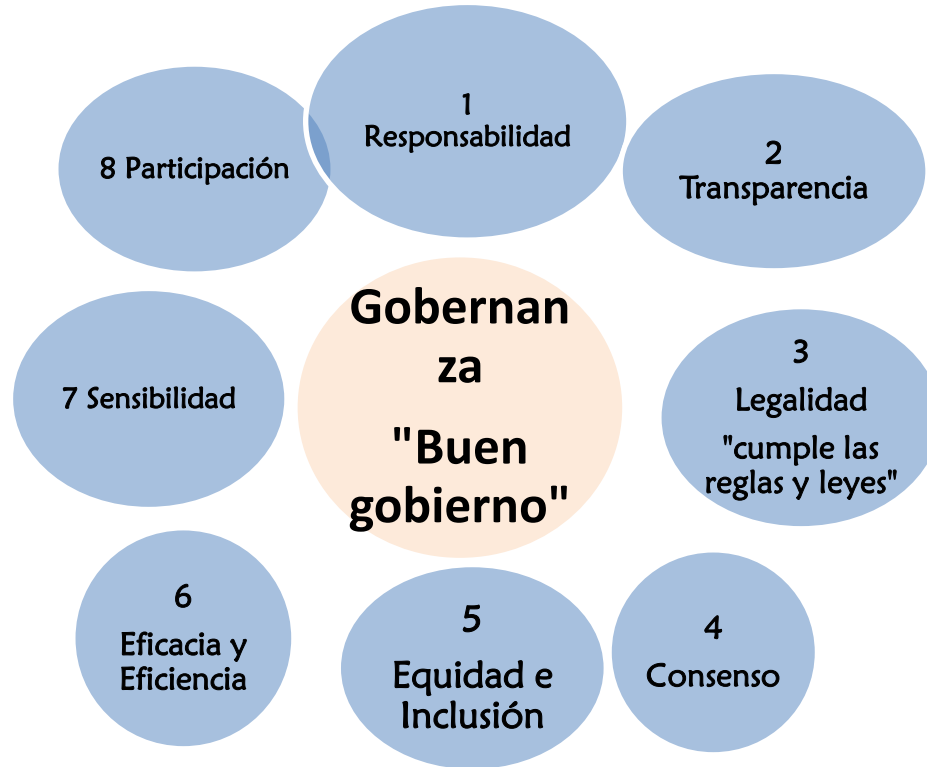 Gobernan
za
"Buen
gobierno"
1
Responsabilidad
2
Transparencia
3
Legalidad
"cumple las
reglas y leyes"
4
Consenso
5
Equidad e
Inclusión
6
Eficacia y
Eficiencia
7 Sensibilidad
8 Participación